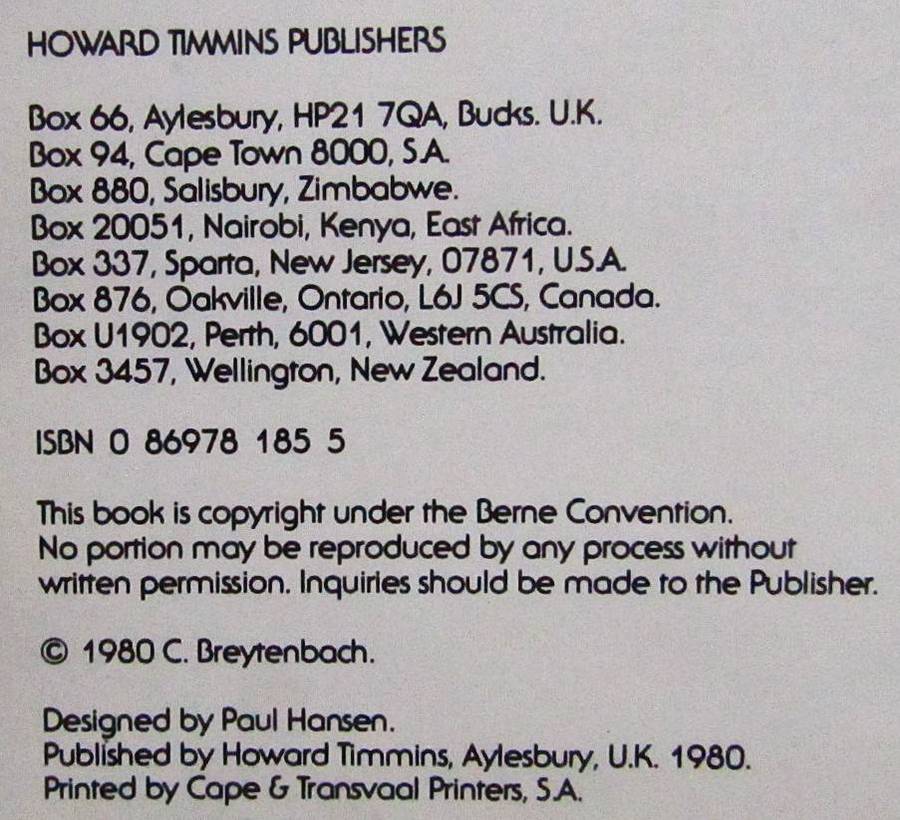 HOWARD TIMMINS PUBLISHERS
Box 66, Aylesbury, HP21 7QA, Bucks. U.K.
Box 94, Cape Town 8000, S.A.
Box 880, Salisbury, Zimbabwe.
Box 20051, Nairobi, Kenya, East Africa.
Box 337, Sparta, New Jersey, 07871, U.S.A.
Box 876, Oakville, Ontario, L6J 5CS, Canada.
Box U1902, Perth, 6001, Western Australia.
Box 3457, Wellington, New Zealand.
ISBN 0 86978 185 5
This book is copyright under the Berne Convention.
No portion may be reproduced by any process without
written permission. Inquiries should be made to the Publisher.
© 1980 C. Breytenbach.
Designed by Paul Hansen.
Published by Howard Timmins, Aylesbury, U.K. 1980.
Printed by Cape & Transvaal Printers, S.A.